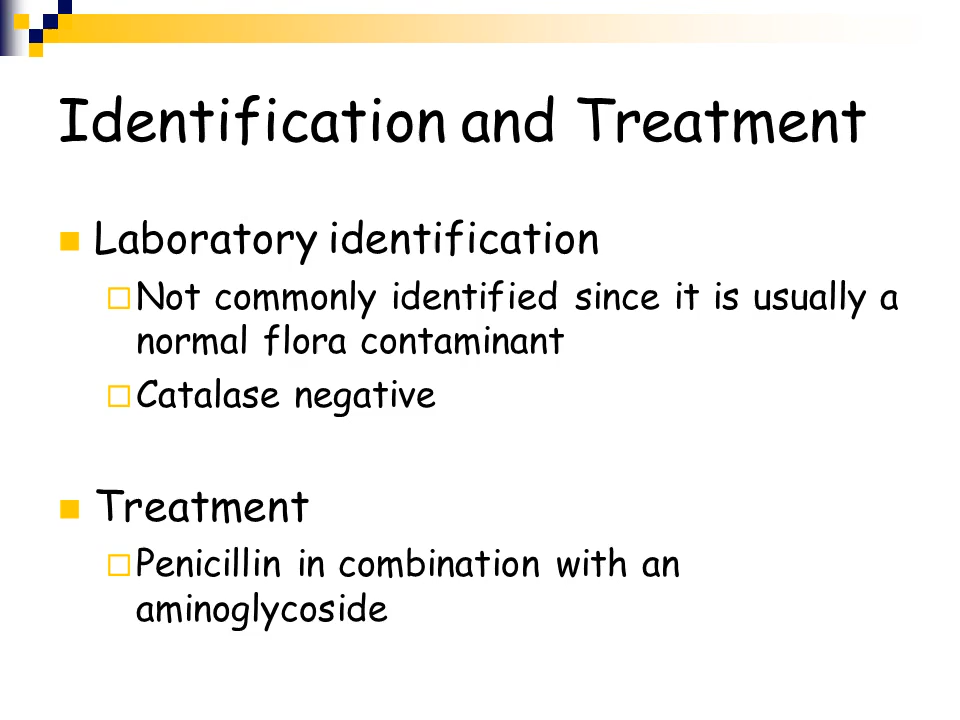 Identification and Treatment
Laboratory identification
Not commonly identified since it is usually a
normal flora contaminant
Catalase negative
Treatment
Penicillin in combination with an
aminoglycoside